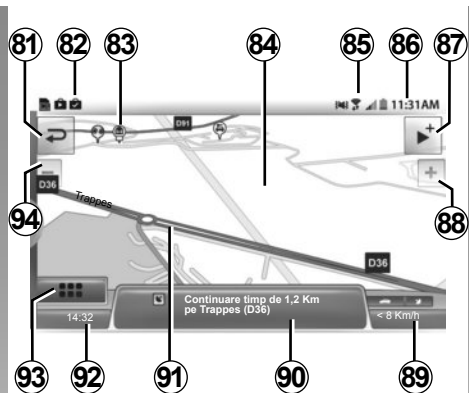 81 82 83 84 85 86 87
11:31AM
D91
94
D36
Trappes
88
D36
Continuare timp de 1,2 Km
pe Trappes (D36)
14:32
< 8 Km/h
93 92 91 90 89